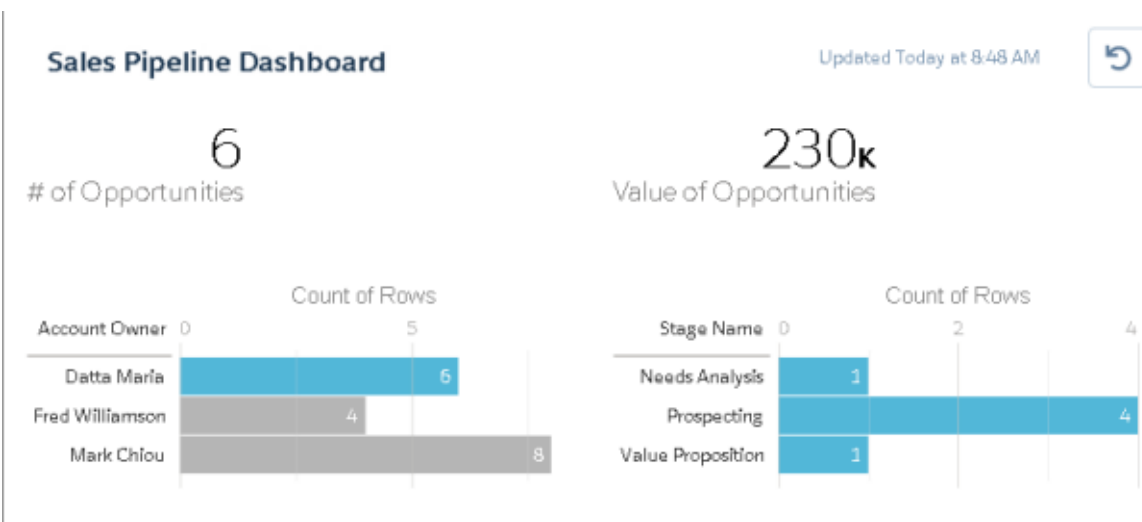 Sales Pipeline Dashboard
Updated Today at 8:48 AM
6
# of Opportunities
230K
Value of Opportunities
Count of Rows
Account Owner 0 5
Datta Maria 6
Fred Williamson 4
Mark Chiou 8
Count of Rows
Stage Name 0 2 4
Needs Analysis 1
Prospecting 4
Value Proposition 1